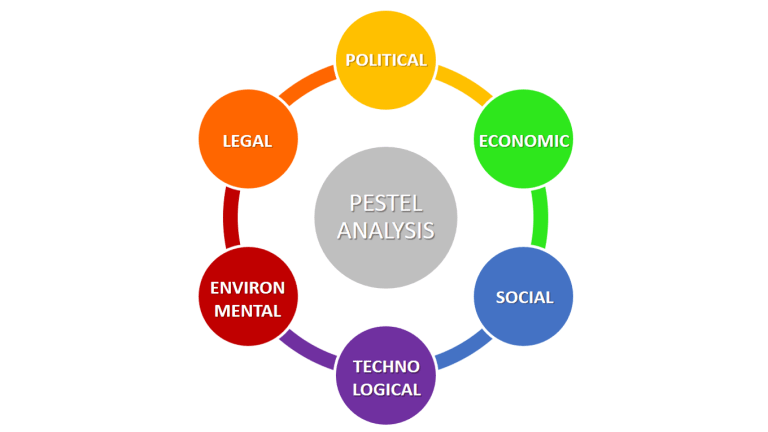 POLITICAL
ECONOMIC
SOCIAL
TECHNO
LOGICAL
ENVIRON
MENTAL
LEGAL
PESTEL
ANALYSIS